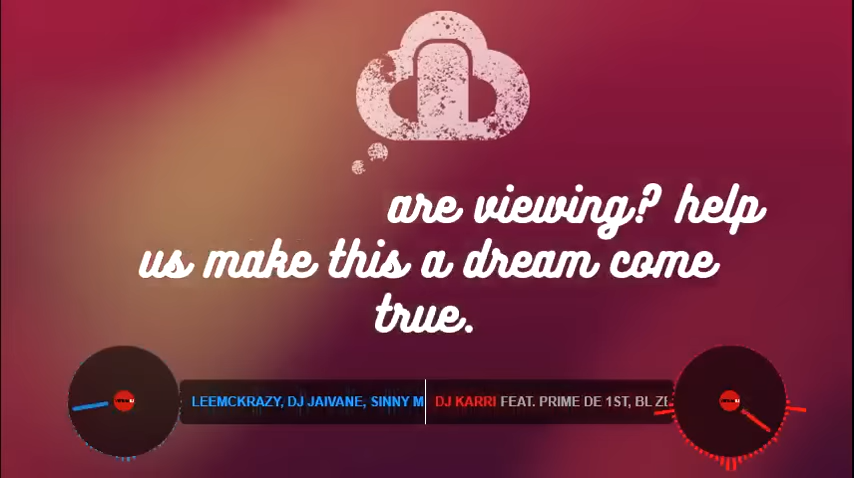 are viewing? help
us make this a dream come
true.
LEEMCKRAZY, DJ JAIVANE, SINNY M
DJ KARRI FEAT. PRIME DE 1ST, BL